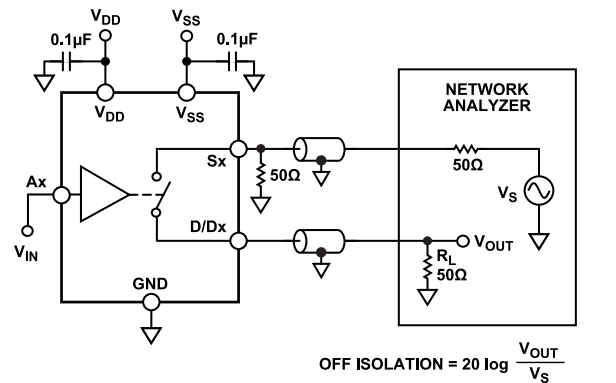 VDD
VSS
0.1µF
0.1µF
VDD
VSS
NETWORK
ANALYZER
Sx
50Ω
50Ω
Ax
VS
D/Dx
VOUT
VIN
RL
50Ω
GND
OFF ISOLATION = 20 log VOUT
VS